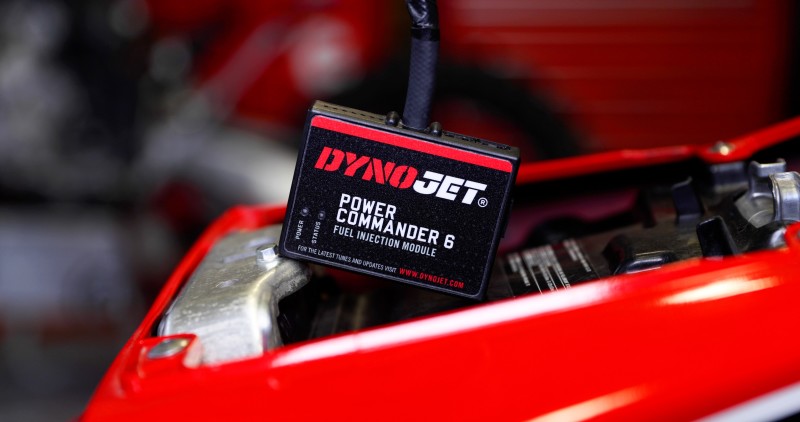 DYNOJET®
POWER
COMMANDER 6
FUEL INJECTION MODULE
POWER
STATUS
FOR THE LATEST TUNES AND UPDATES VISIT WWW.DYNOJET.COM